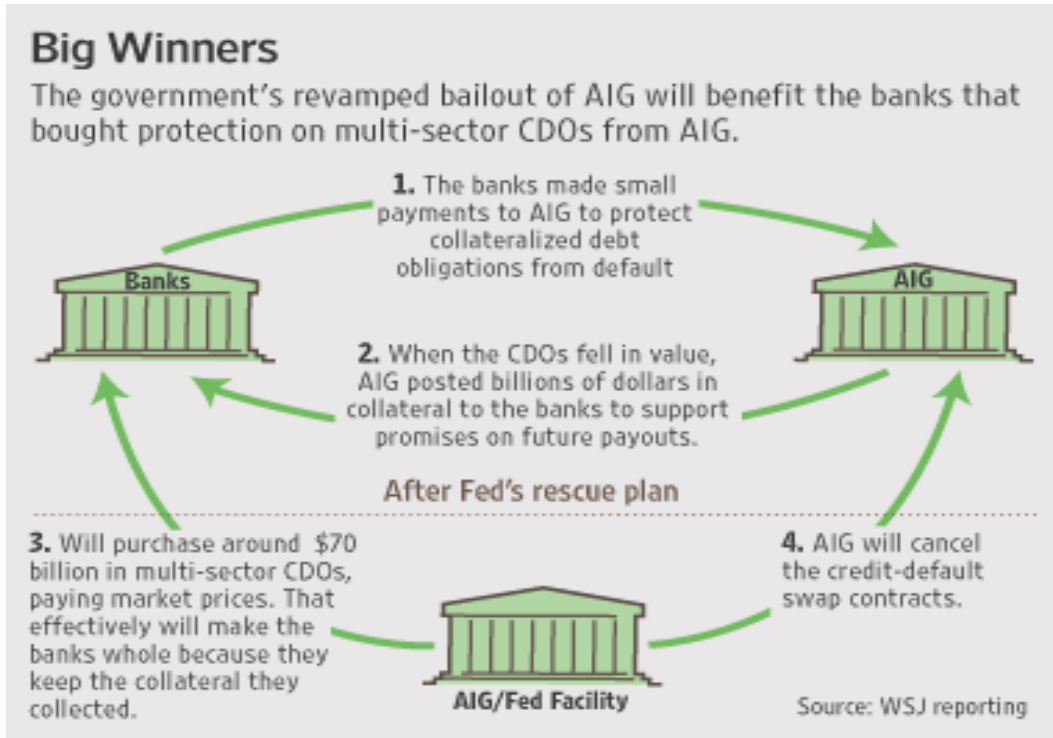 Big Winners
The government's revamped bailout of AIG will benefit the banks that
bought protection on multi-sector CDOs from AIG.
1. The banks made small
payments to AIG to protect
collateralized debt
obligations from default
Banks
AIG
2. When the CDOs fell in value,
AIG posted billions of dollars in
collateral to the banks to support
promises on future payouts.
After Fed's rescue plan
3. Will purchase around $70
billion in multi-sector CDOs,
paying market prices. That
effectively will make the
banks whole because they
keep the collateral they
collected.
4. AIG will cancel
the credit-default
swap contracts.
AIG/Fed Facility
Source: WSJ reporting